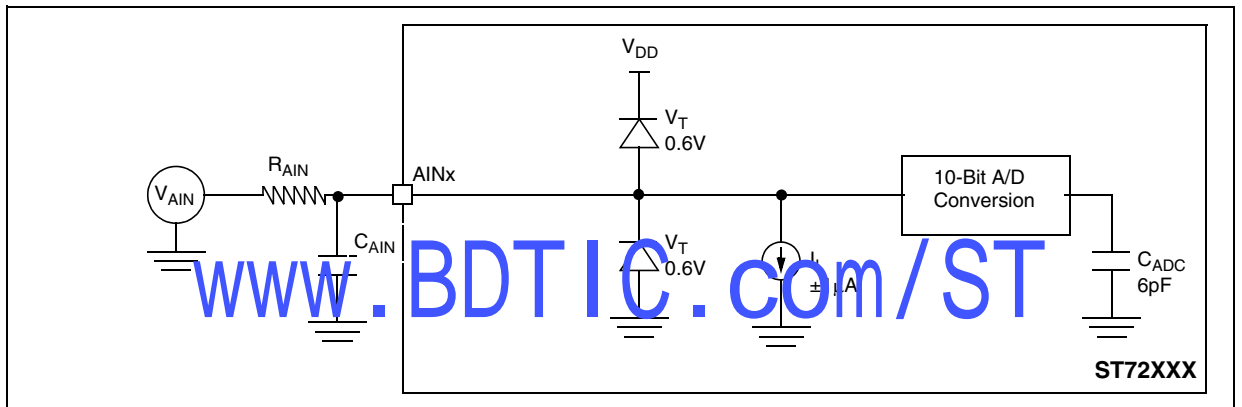 VDD
VT
0.6V
RAIN
AINx
VAIN
10-Bit A/D
Conversion
CAIN
VT
0.6V
CADC
6pF
www.BDTIC.com/ST
ST72XXX